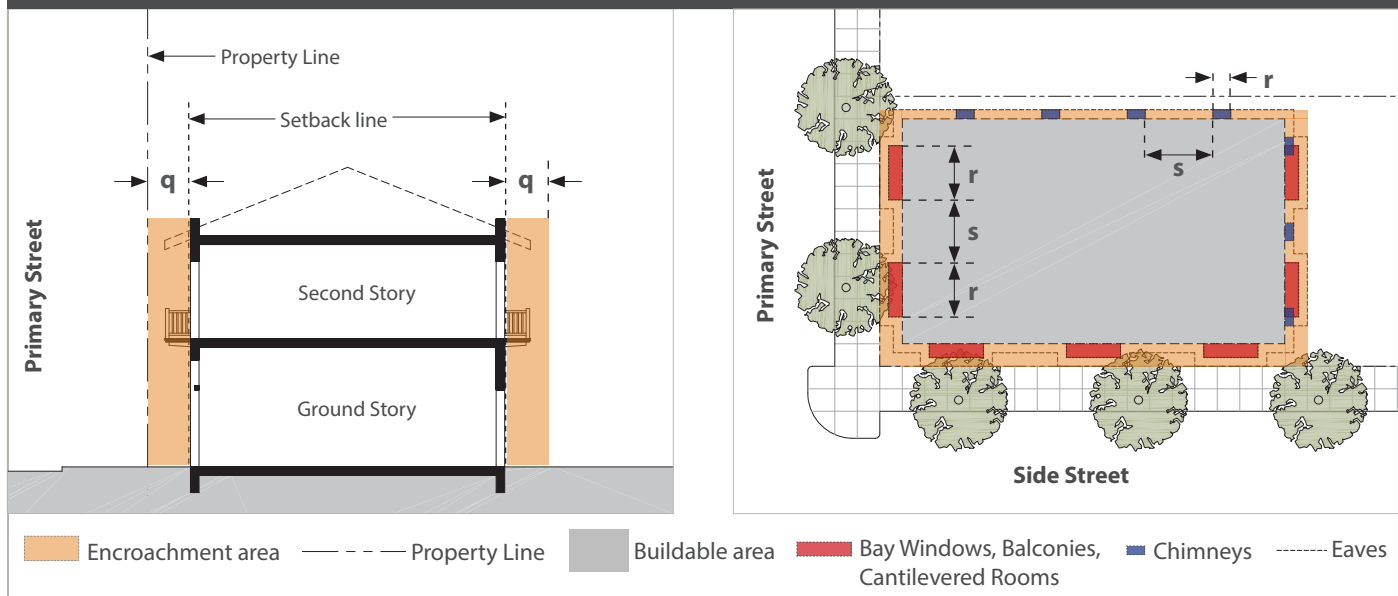 Property Line
Setback line
q
q
Primary Street
Second Story
Ground Story
r
s
r
s
r
Primary Street
Side Street
Encroachment area
Property Line
Buildable area
Bay Windows, Balconies,
Cantilevered Rooms
Chimneys
Eaves